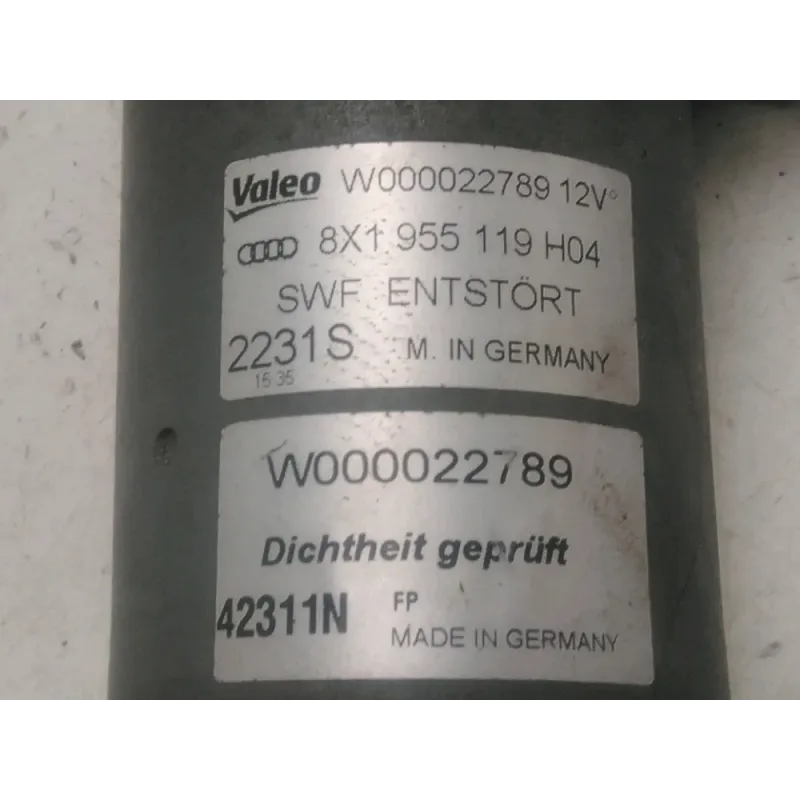 Valeo W000022789 12V°
8X1 955 119 H04
SWF ENTSTÖRT
2231S M. IN GERMANY
15 35
W000022789
Dichtheit geprüft
42311N FP
MADE IN GERMANY